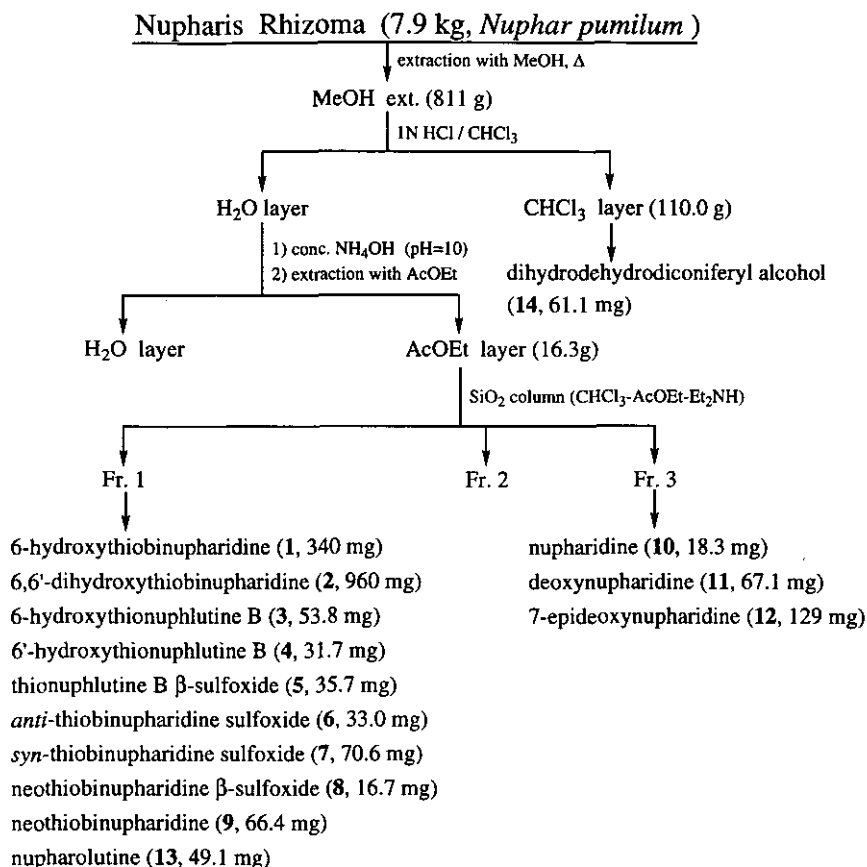 Nupharis Rhizoma (7.9 kg, Nuphar pumilum )
extraction with MeOH, Δ
MeOH ext. (811 g)
1N HCl / CHCl3
H2O layer
CHCl3 layer (110.0 g)
1) conc. NH4OH (pH=10)
2) extraction with AcOEt
dihydrodehydrodiconiferyl alcohol
(14, 61.1 mg)
H2O layer
AcOEt layer (16.3g)
SiO2 column (CHCl3-AcOEt-Et2NH)
Fr. 1
Fr. 2
Fr. 3
6-hydroxythiobinupharidine (1, 340 mg)
6,6'-dihydroxythiobinupharidine (2, 960 mg)
6-hydroxythionuphlutine B (3, 53.8 mg)
6'-hydroxythionuphlutine B (4, 31.7 mg)
thionuphlutine B β-sulfoxide (5, 35.7 mg)
anti-thiobinupharidine sulfoxide (6, 33.0 mg)
syn-thiobinupharidine sulfoxide (7, 70.6 mg)
neothiobinupharidine β-sulfoxide (8, 16.7 mg)
neothiobinupharidine (9, 66.4 mg)
nupharolutine (13, 49.1 mg)
nupharidine (10, 18.3 mg)
deoxynupharidine (11, 67.1 mg)
7-epideoxynupharidine (12, 129 mg)